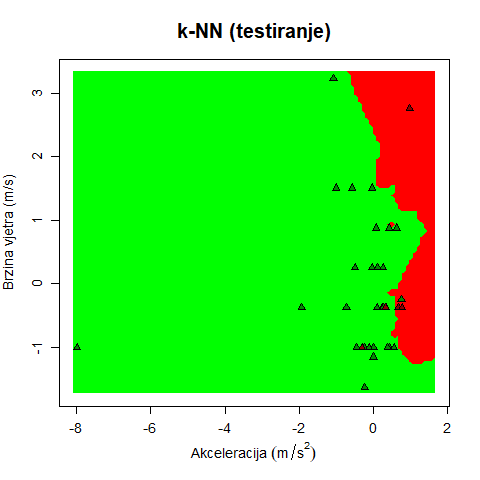 k-NN (testiranje)
Brzina vjetra (m/s)
3
2
1
0
-1
-8 -6 -4 -2 0 2
Akceleracija (m/s²)